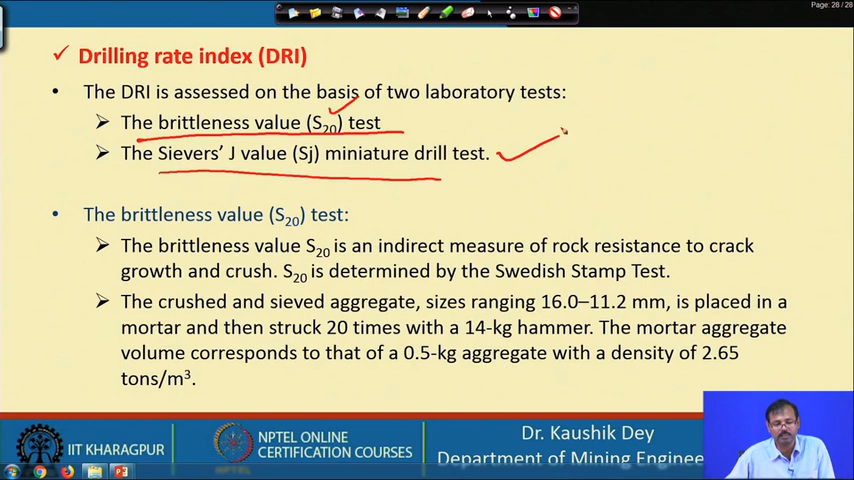 Page: 28 / 28
✓ Drilling rate index (DRI)
• The DRI is assessed on the basis of two laboratory tests:
➢ The brittleness value (S20) test
➢ The Sievers’ J value (Sj) miniature drill test.
• The brittleness value (S20) test:
➢ The brittleness value S20 is an indirect measure of rock resistance to crack
growth and crush. S20 is determined by the Swedish Stamp Test.
➢ The crushed and sieved aggregate, sizes ranging 16.0–11.2 mm, is placed in a
mortar and then struck 20 times with a 14-kg hammer. The mortar aggregate
volume corresponds to that of a 0.5-kg aggregate with a density of 2.65
tons/m3.
IIT KHARAGPUR
NPTEL ONLINE
CERTIFICATION COURSES
Dr. Kaushik Dey
Department of Mining Enginee